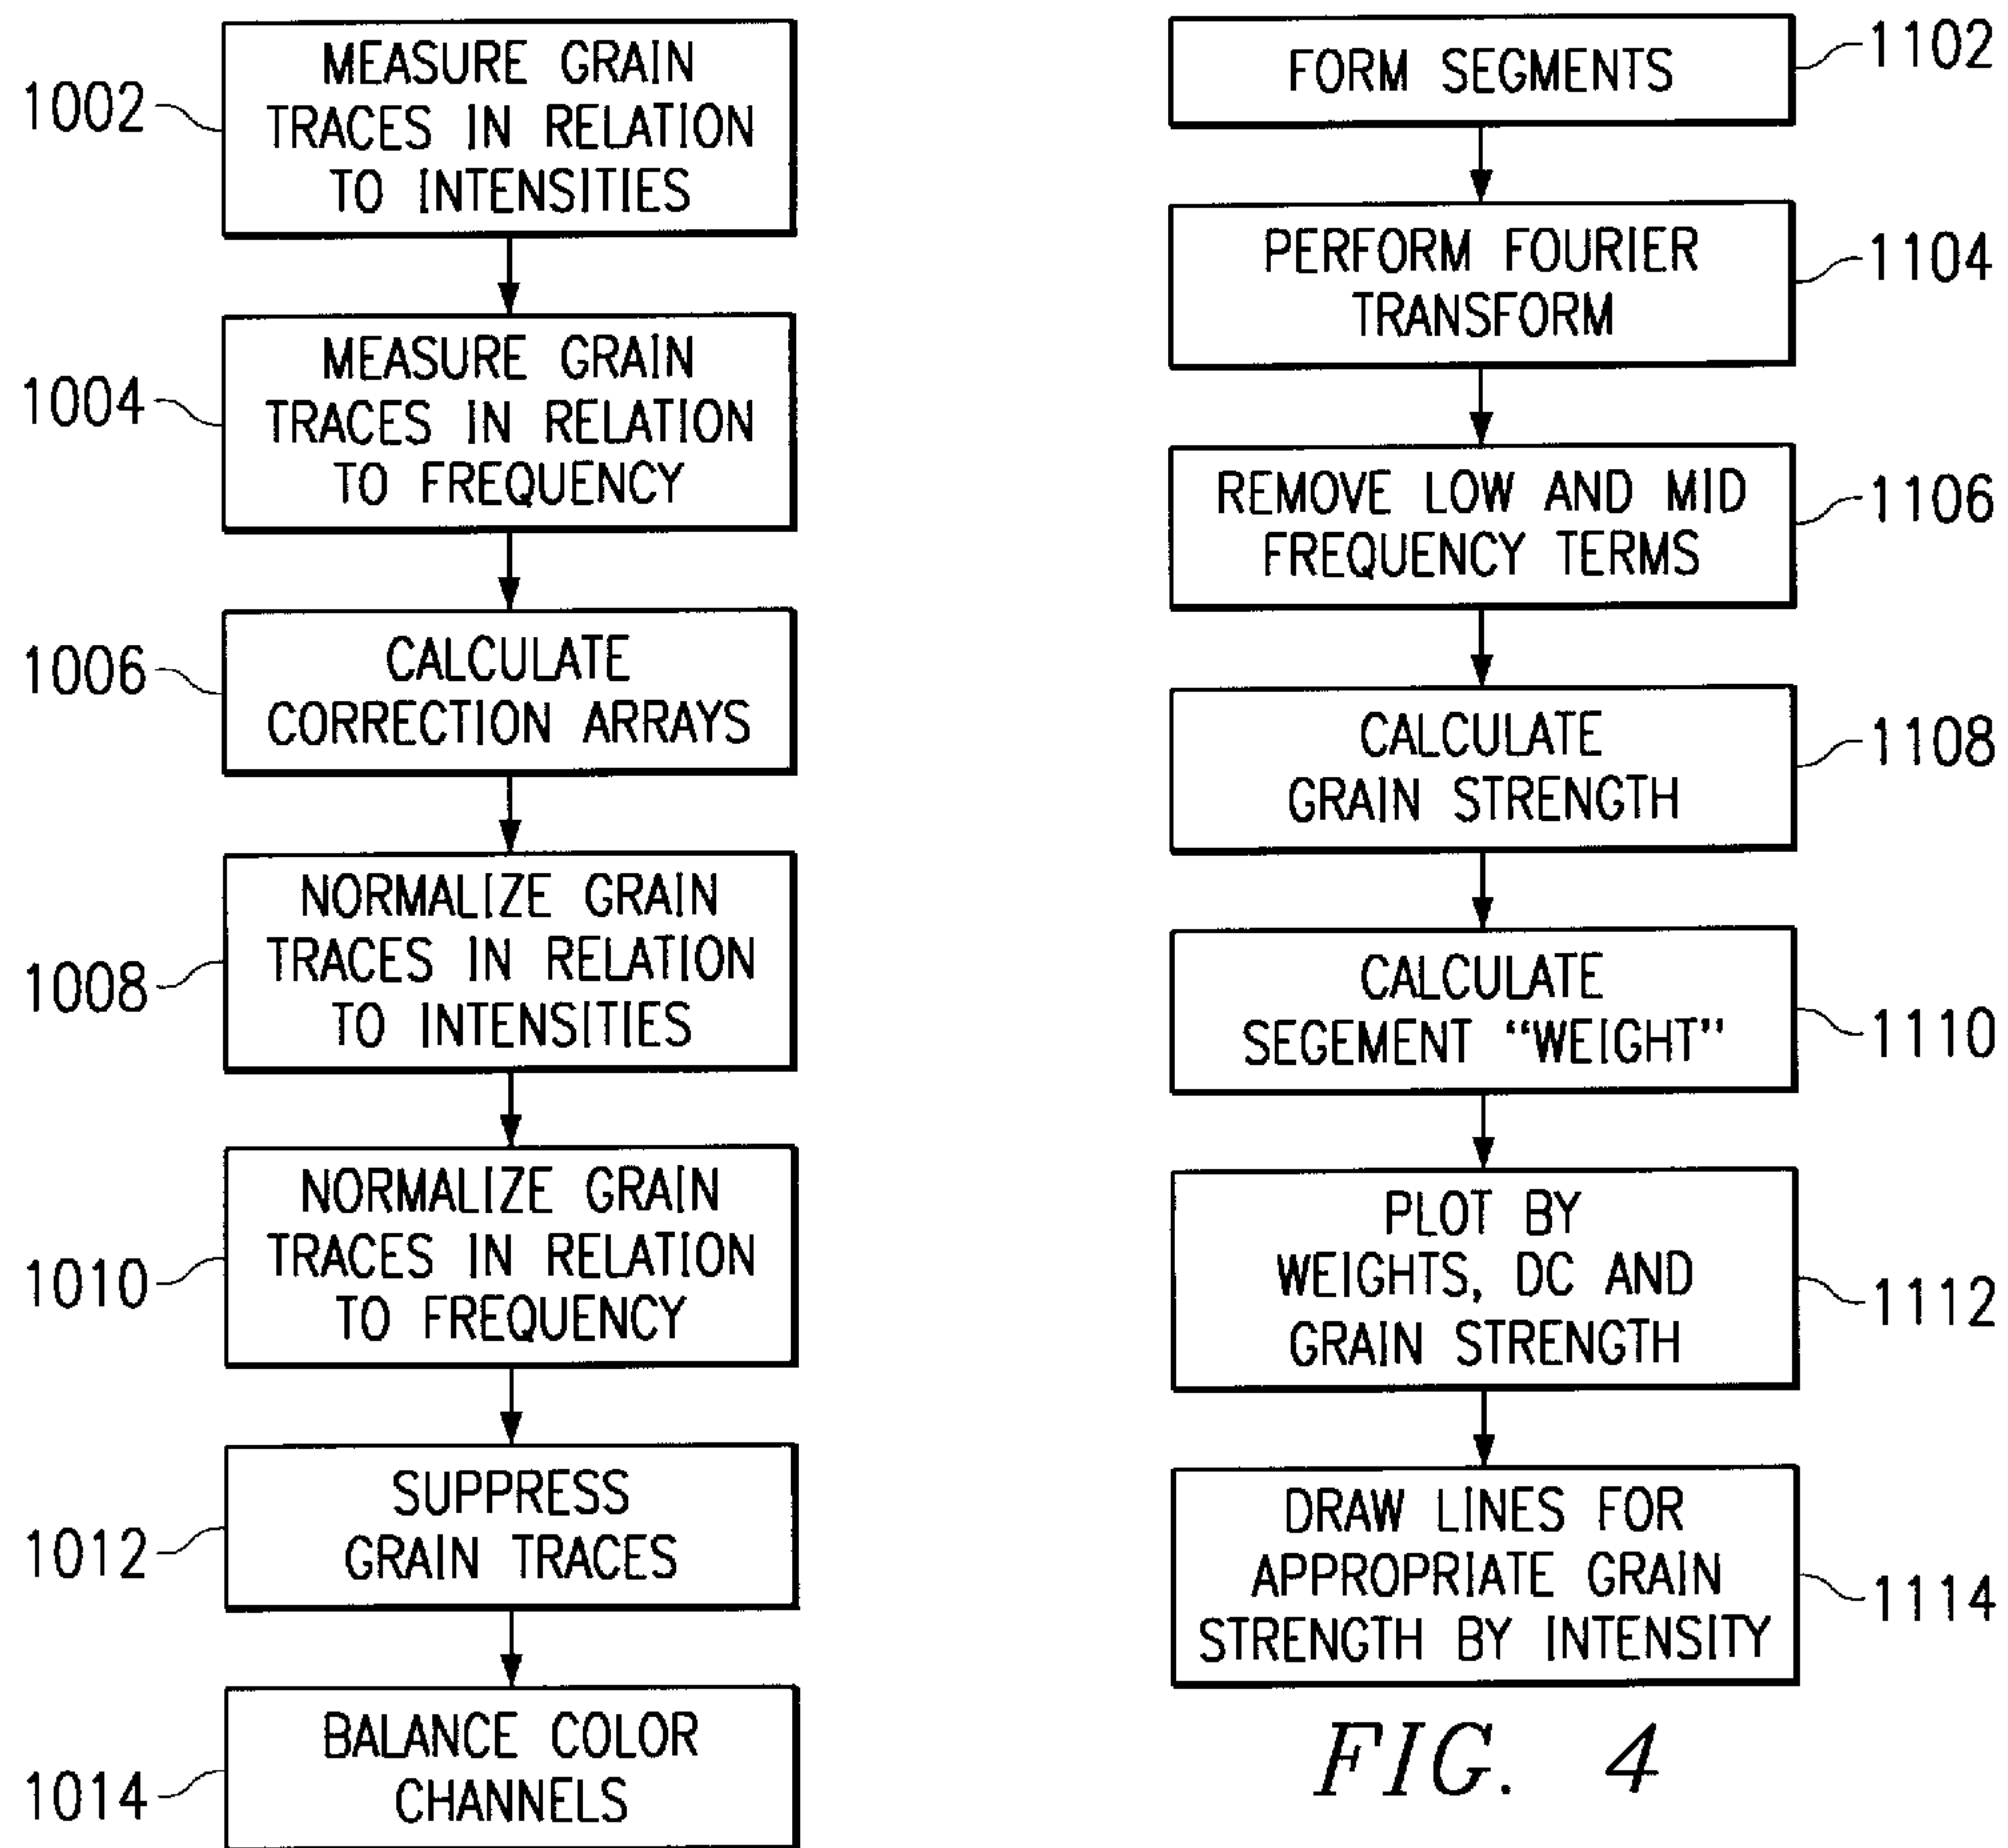 1002
MEASURE GRAIN
TRACES IN RELATION
TO INTENSITIES
1004
MEASURE GRAIN
TRACES IN RELATION
TO FREQUENCY
1006
CALCULATE
CORRECTION ARRAYS
1008
NORMALIZE GRAIN
TRACES IN RELATION
TO INTENSITIES
1010
NORMALIZE GRAIN
TRACES IN RELATION
TO FREQUENCY
1012
SUPPRESS
GRAIN TRACES
1014
BALANCE COLOR
CHANNELS
FORM SEGMENTS
1102
PERFORM FOURIER
TRANSFORM
1104
REMOVE LOW AND MID
FREQUENCY TERMS
1106
CALCULATE
GRAIN STRENGTH
1108
CALCULATE
SEGEMENT “WEIGHT”
1110
PLOT BY
WEIGHTS, DC AND
GRAIN STRENGTH
1112
DRAW LINES FOR
APPROPRIATE GRAIN
STRENGTH BY INTENSITY
1114
FIG. 4